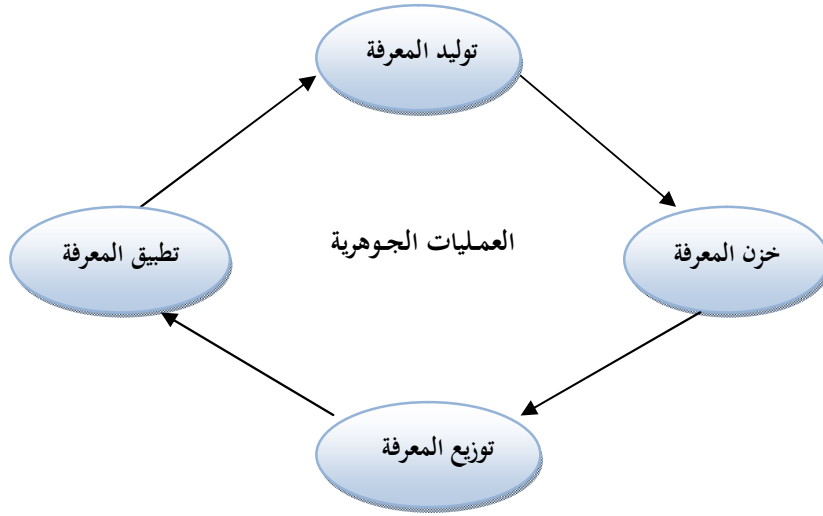 توليد المعرفة
العمليات الجوهرية
خزن المعرفة
تطبيق المعرفة
توزيع المعرفة